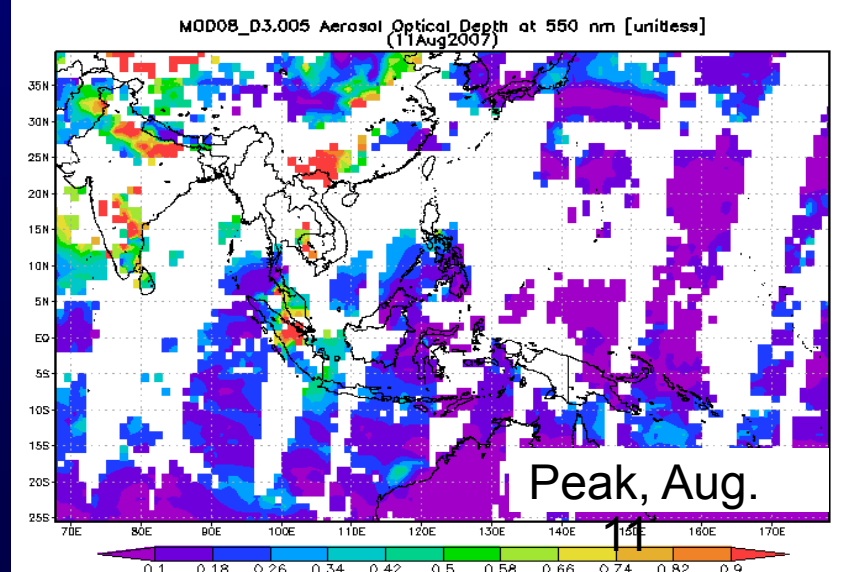 MOD08_D3.005 Aerosol Optical Depth at 550 nm [unitless]
(11Aug2007)
35N
30N
25N
20N
15N
10N
5N
EQ
5S
10S
15S
20S
25S
Peak, Aug.
11
70E 80E 90E 100E 110E 120E 130E 140E 150E 160E 170E
0.1 0.18 0.26 0.34 0.42 0.5 0.58 0.66 0.74 0.82 0.9